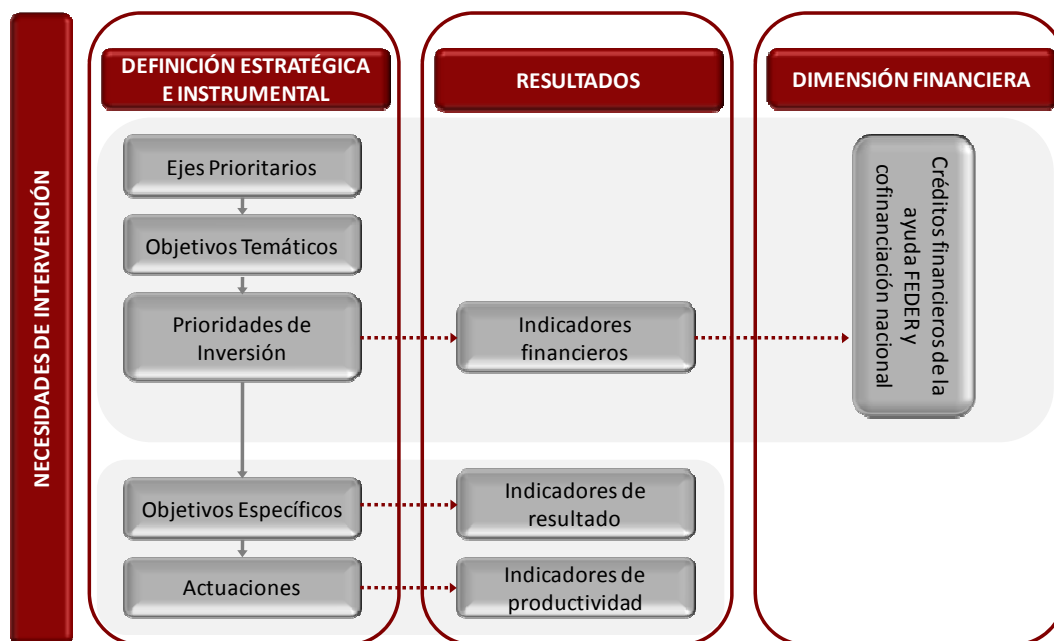 NECESIDADES DE INTERVENCIÓN
DEFINICIÓN ESTRATÉGICA
E INSTRUMENTAL
RESULTADOS
DIMENSIÓN FINANCIERA
Ejes Prioritarios
Objetivos Temáticos
Prioridades de
Inversión
Indicadores
financieros
Créditos financieros de la
ayuda FEDER y
cofinanciación nacional
Objetivos Específicos
Indicadores de
resultado
Actuaciones
Indicadores de
productividad